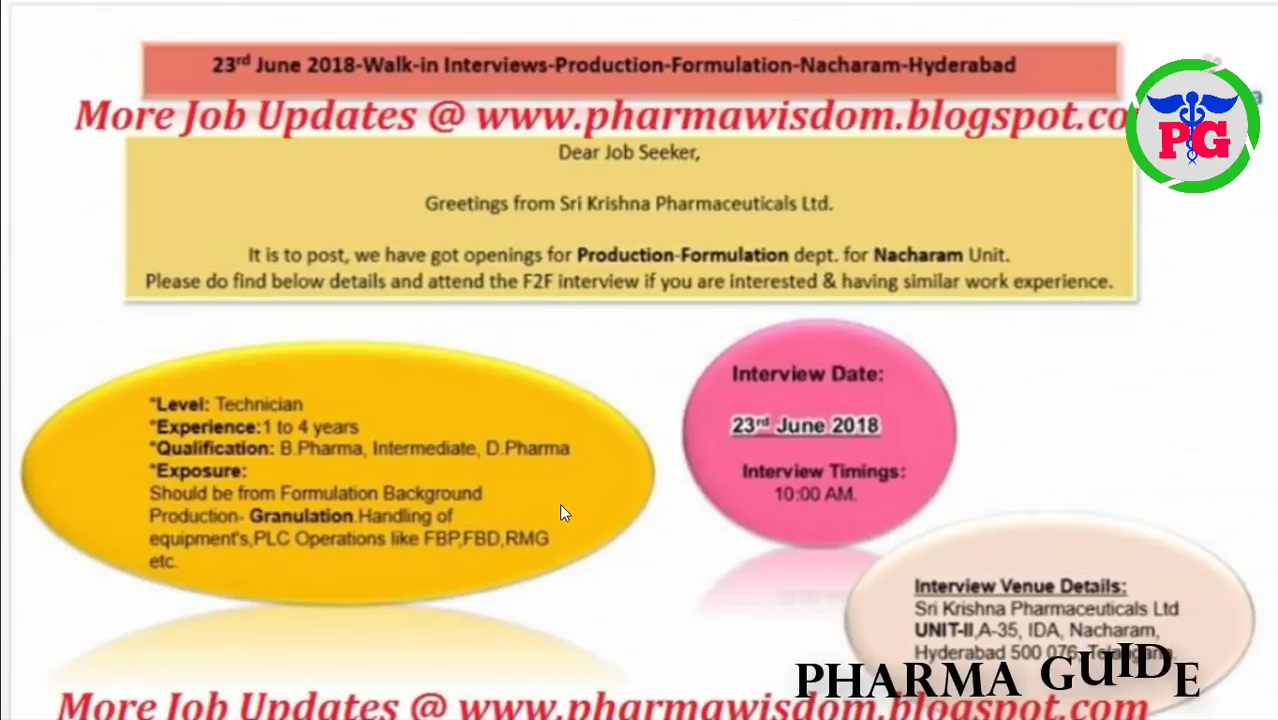 23rd June 2018-Walk-in Interviews-Production-Formulation-Nacharam-Hyderabad
More Job Updates @ www.pharmawisdom.blogspot.co
PG
Dear Job Seeker,
Greetings from Sri Krishna Pharmaceuticals Ltd.
It is to post, we have got openings for Production-Formulation dept. for Nacharam Unit.
Please do find below details and attend the F2F interview if you are interested & having similar work experience.
*Level: Technician
*Experience:1 to 4 years
*Qualification: B.Pharma, Intermediate, D.Pharma
*Exposure:
Should be from Formulation Background
Production- Granulation.Handling of
equipment's,PLC Operations like FBP,FBD,RMG
etc.
Interview Date:
23rd June 2018
Interview Timings:
10:00 AM.
Interview Venue Details:
Sri Krishna Pharmaceuticals Ltd
UNIT-II,A-35, IDA, Nacharam,
Hyderabad 500 076, Telangana.
PHARMA GUIDE
More Job Updates @ www.pharmawisdom.blogspot.com